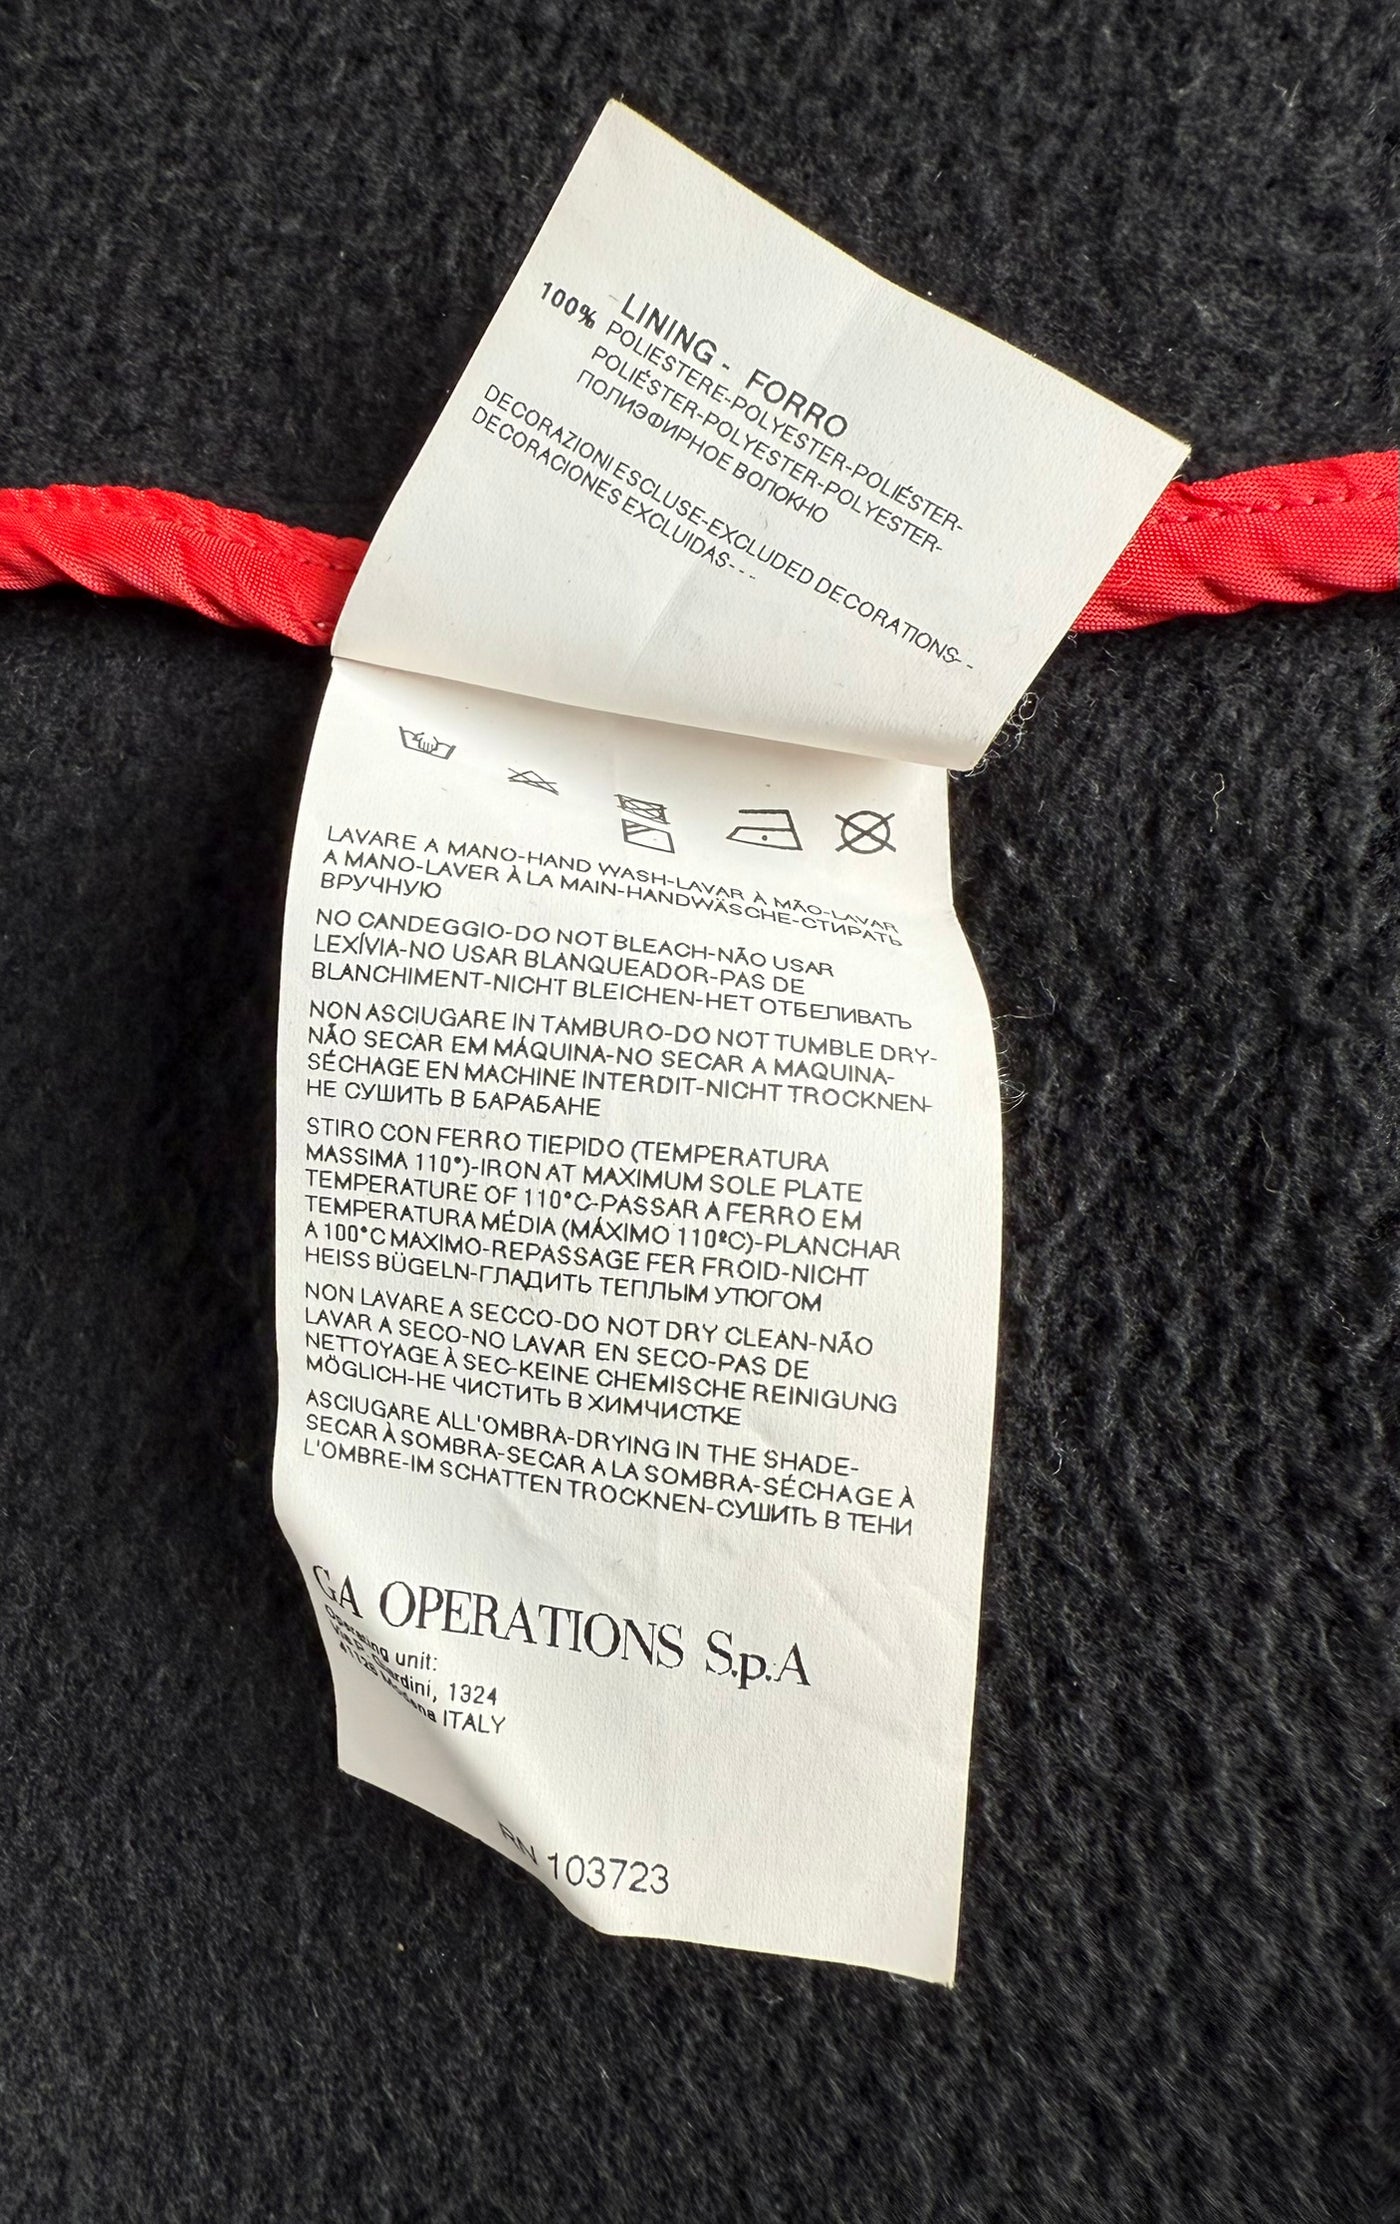 LINING - FORRO
100% POLIESTERE-POLYESTER-POLIÉSTER-
POLIÉSTER-POLYESTER-POLYESTER-
ПОЛИЭФИРНОЕ ВОЛОКНО
DECORAZIONI ESCLUSE-EXCLUDED DECORATIONS--
DECORACIONES EXCLUIDAS---
LAVARE A MANO-HAND WASH-LAVAR À MÃO-LAVAR
A MANO-LAVER À LA MAIN-HANDWÄSCHE-СТИРАТЬ
ВРУЧНУЮ
NO CANDEGGIO-DO NOT BLEACH-NÃO USAR
LEXÍVIA-NO USAR BLANQUEADOR-PAS DE
BLANCHIMENT-NICHT BLEICHEN-НЕТ ОТБЕЛИВАТЬ
NON ASCIUGARE IN TAMBURO-DO NOT TUMBLE DRY-
NÃO SECAR EM MÁQUINA-NO SECAR A MAQUINA-
SÉCHAGE EN MACHINE INTERDIT-NICHT TROCKNEN-
НЕ СУШИТЬ В БАРАБАНЕ
STIRO CON FERRO TIEPIDO (TEMPERATURA
MASSIMA 110°)-IRON AT MAXIMUM SOLE PLATE
TEMPERATURE OF 110°C-PASSAR A FERRO EM
TEMPERATURA MÉDIA (MÁXIMO 110ºC)-PLANCHAR
A 100°C MAXIMO-REPASSAGE FER FROID-NICHT
HEISS BÜGELN-ГЛАДИТЬ ТЕПЛЫМ УТЮГОМ
NON LAVARE A SECCO-DO NOT DRY CLEAN-NÃO
LAVAR A SECO-NO LAVAR EN SECO-PAS DE
NETTOYAGE À SEC-KEINE CHEMISCHE REINIGUNG
MÖGLICH-НЕ ЧИСТИТЬ В ХИМЧИСТКЕ
ASCIUGARE ALL'OMBRA-DRYING IN THE SHADE-
SECAR À SOMBRA-SECAR A LA SOMBRA-SÉCHAGE À
L'OMBRE-IM SCHATTEN TROCKNEN-СУШИТЬ В ТЕНИ
GA OPERATIONS S.p.A
Operating unit:
1324
41126 Modena ITALY
RN 103723